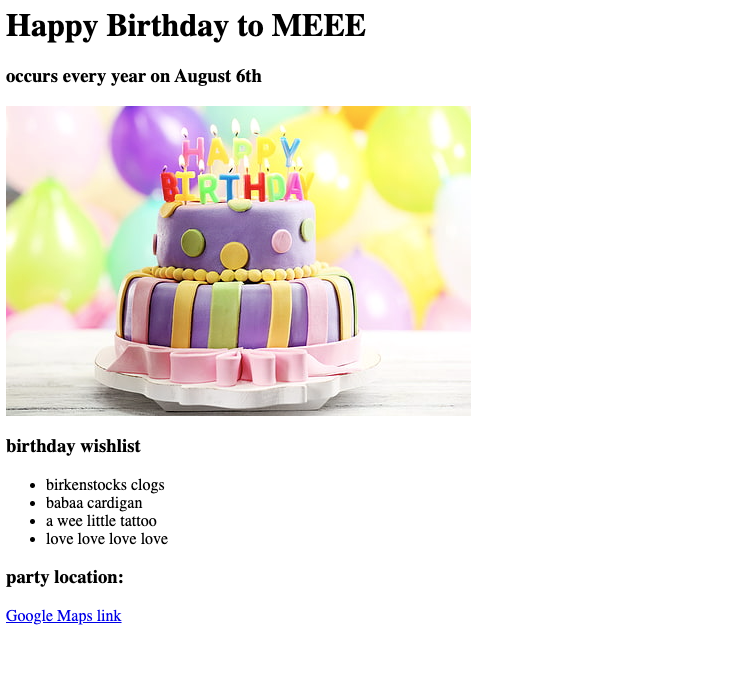 Happy Birthday to MEEE
occurs every year on August 6th
HAPPY
BIRTHDAY
birthday wishlist
birkenstocks clogs
babaa cardigan
a wee little tattoo
love love love love
party location:
Google Maps link